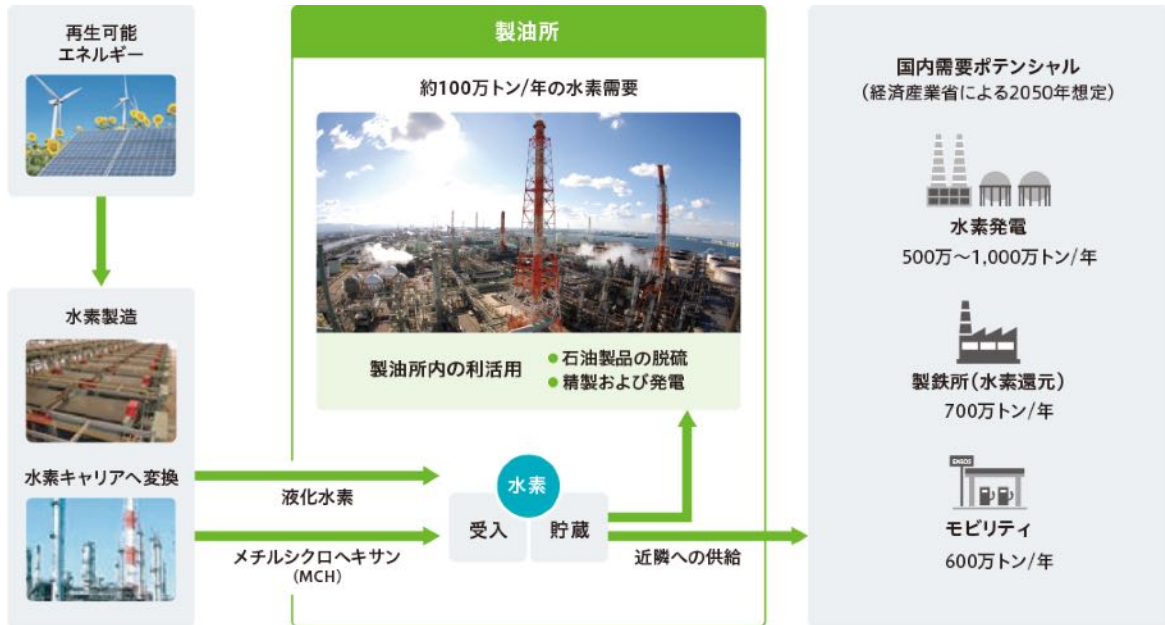 再生可能
エネルギー
水素製造
水素キャリアへ変換
液化水素
メチルシクロヘキサン
(MCH)
製油所
約100万トン/年の水素需要
製油所内の利活用
●石油製品の脱硫
●精製および発電
水素
受入
貯蔵
近隣への供給
国内需要ポテンシャル
(経済産業省による2050年想定)
水素発電
500万〜1,000万トン/年
製鉄所(水素還元)
700万トン/年
ENEOS
モビリティ
600万トン/年